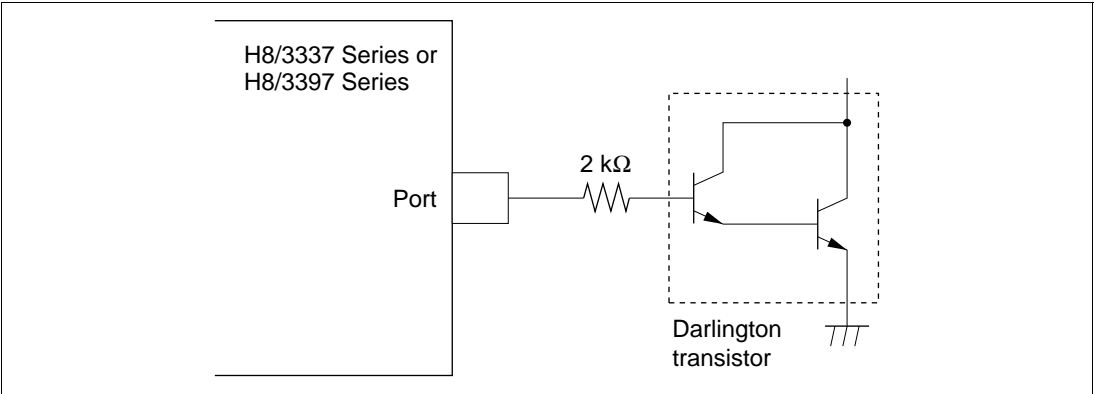 H8/3337 Series or
H8/3397 Series
2 kΩ
Port
Darlington
transistor